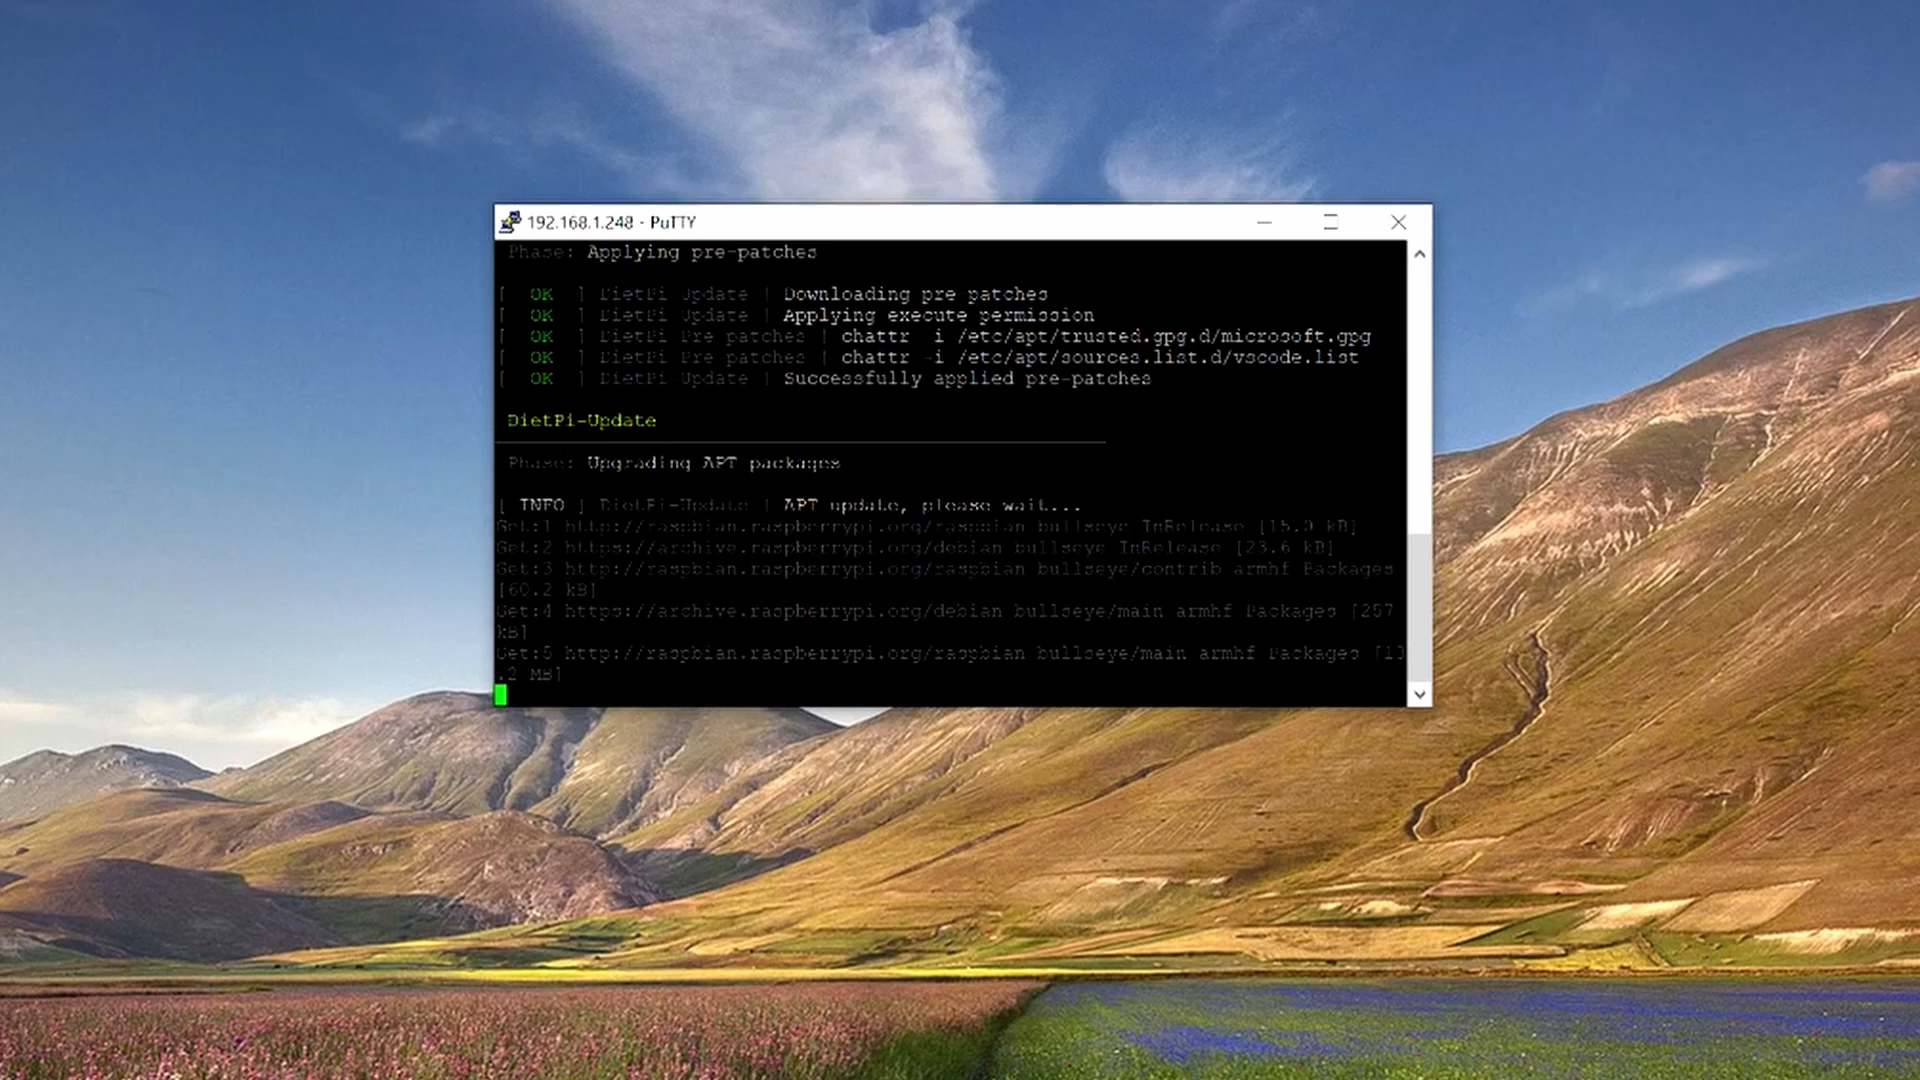 192.168.1.248 - PuTTY
Phase: Applying pre-patches
[ OK ] DietPi-Update | Downloading pre-patches
[ OK ] DietPi-Update | Applying execute permission
[ OK ] DietPi-Pre-patches | chattr -i /etc/apt/trusted.gpg.d/microsoft.gpg
[ OK ] DietPi-Pre-patches | chattr -i /etc/apt/sources.list.d/vscode.list
[ OK ] DietPi-Update | Successfully applied pre-patches
DietPi-Update
Phase: Upgrading APT packages
[ INFO ] DietPi-Update | APT update, please wait...
Get:1 http://raspbian.raspberrypi.org/raspbian bullseye InRelease [15.0 kB]
Get:2 https://archive.raspberrypi.org/debian bullseye InRelease [23.6 kB]
Get:3 http://raspbian.raspberrypi.org/raspbian bullseye/contrib armhf Packages
[60.2 kB]
Get:4 https://archive.raspberrypi.org/debian bullseye/main armhf Packages [257
kB]
Get:5 http://raspbian.raspberrypi.org/raspbian bullseye/main armhf Packages [13
.2 MB]